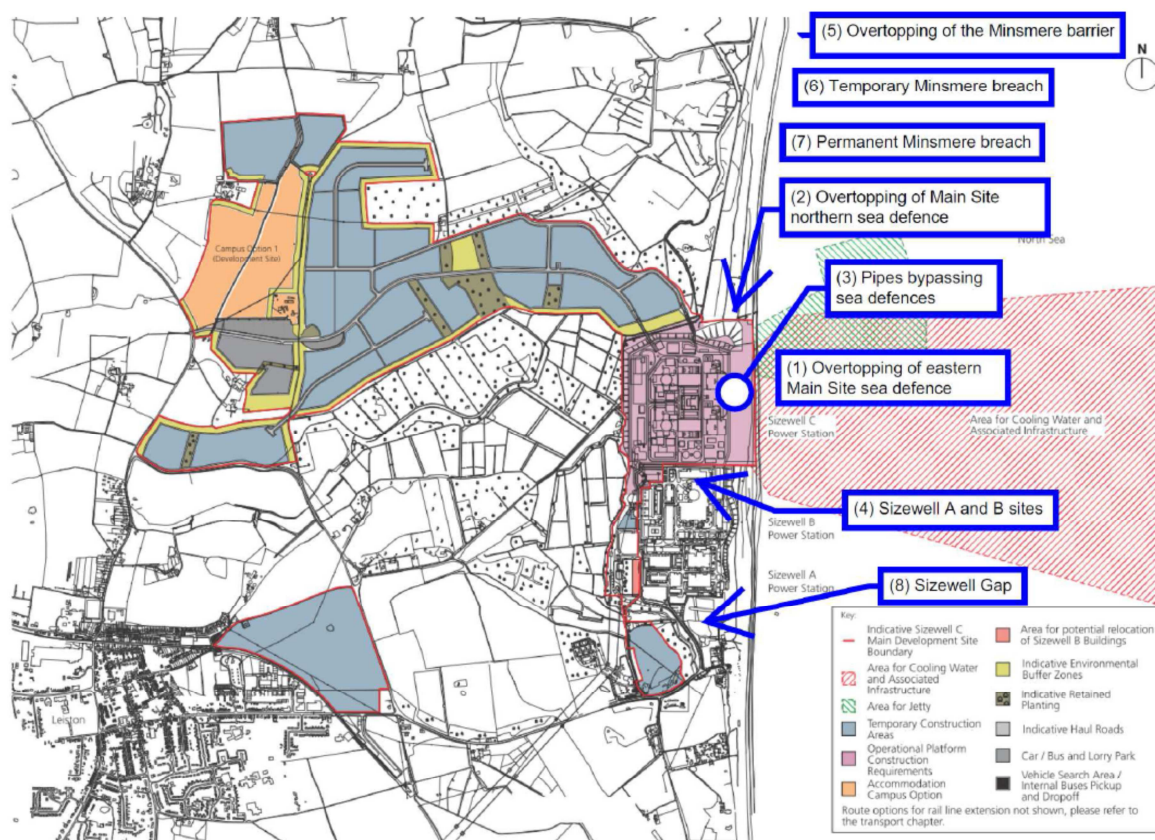 (5) Overtopping of the Minsmere barrier
N
(6) Temporary Minsmere breach
(7) Permanent Minsmere breach
(2) Overtopping of Main Site
northern sea defence
North Sea
Campus Option 1
(Development Site)
(3) Pipes bypassing
sea defences
(1) Overtopping of eastern
Main Site sea defence
Sizewell C
Power Station
Area for Cooling Water and
Associated Infrastructure
(4) Sizewell A and B sites
Sizewell B
Power Station
Sizewell A
Power Station
(8) Sizewell Gap
Leiston
Key:
Indicative Sizewell C
Main Development Site
Boundary
Area for Cooling Water
and Associated
Infrastructure
Area for Jetty
Temporary Construction
Areas
Operational Platform
Construction
Requirements
Accommodation
Campus Option
Area for potential relocation
of Sizewell B Buildings
Indicative Environmental
Buffer Zones
Indicative Retained
Planting
Indicative Haul Roads
Car / Bus and Lorry Park
Vehicle Search Area /
Internal Buses Pickup
and Dropoff
Route options for rail line extension not shown, please refer to
the transport chapter.